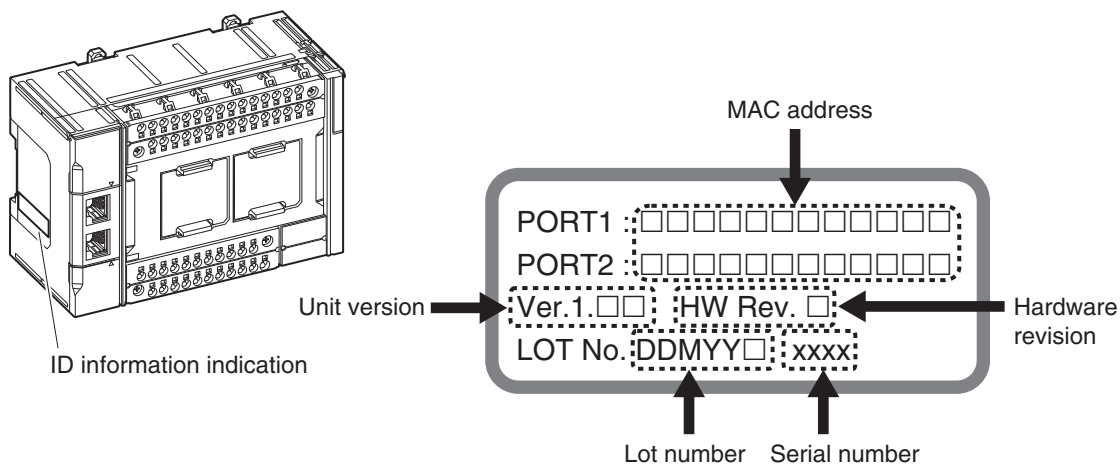 MAC address
PORT1 :□□□□□□□□□□□□
PORT2 :□□□□□□□□□□□□
Unit version
Ver.1.□□ HW Rev. □
Hardware
revision
LOT No. DDMYY□ xxxx
ID information indication
Lot number
Serial number